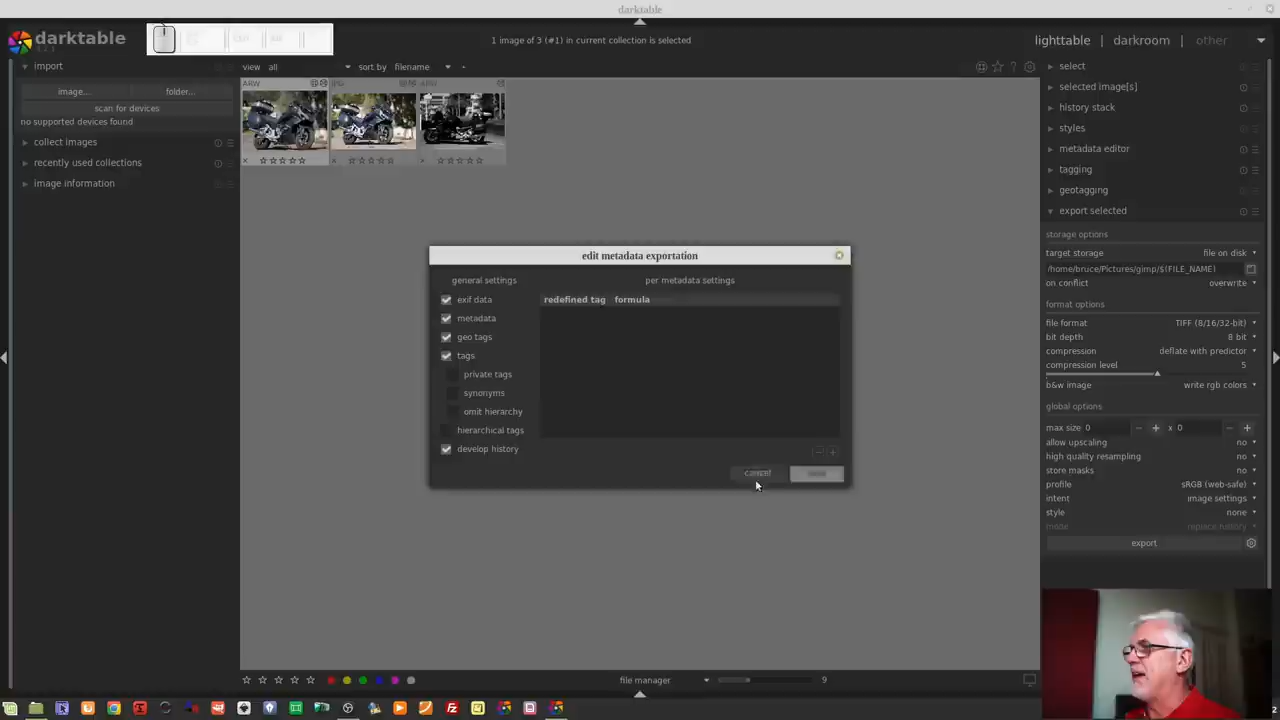 darktable
darktable
1 image of 3 (#1) in current collection is selected
lighttable | darkroom | other
import
view all
sort by filename
select
image...
folder...
ARW
JPG
selected image[s]
scan for devices
no supported devices found
history stack
collect images
styles
recently used collections
metadata editor
image information
tagging
geotagging
export selected
storage options
target storage file on disk
/home/bruce/Pictures/gimp/$(FILE_NAME)
on conflict overwrite
format options
file format TIFF (8/16/32-bit)
bit depth 8 bit
compression deflate with predictor
compression level 5
b&w image write rgb colors
global options
max size 0 x 0
allow upscaling no
high quality resampling no
store masks no
profile sRGB (web-safe)
intent image settings
style none
mode replace history
export
edit metadata exportation
general settings
per metadata settings
exif data
redefined tag formula
metadata
geo tags
tags
private tags
synonyms
omit hierarchy
hierarchical tags
develop history
cancel
file manager
9